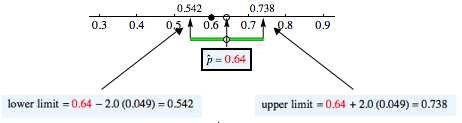 0.542 0.738
0.3 0.4 0.5 0.6 0.7 0.8 0.9
p̂ = 0.64
lower limit = 0.64 − 2.0 (0.049) = 0.542
upper limit = 0.64 + 2.0 (0.049) = 0.738